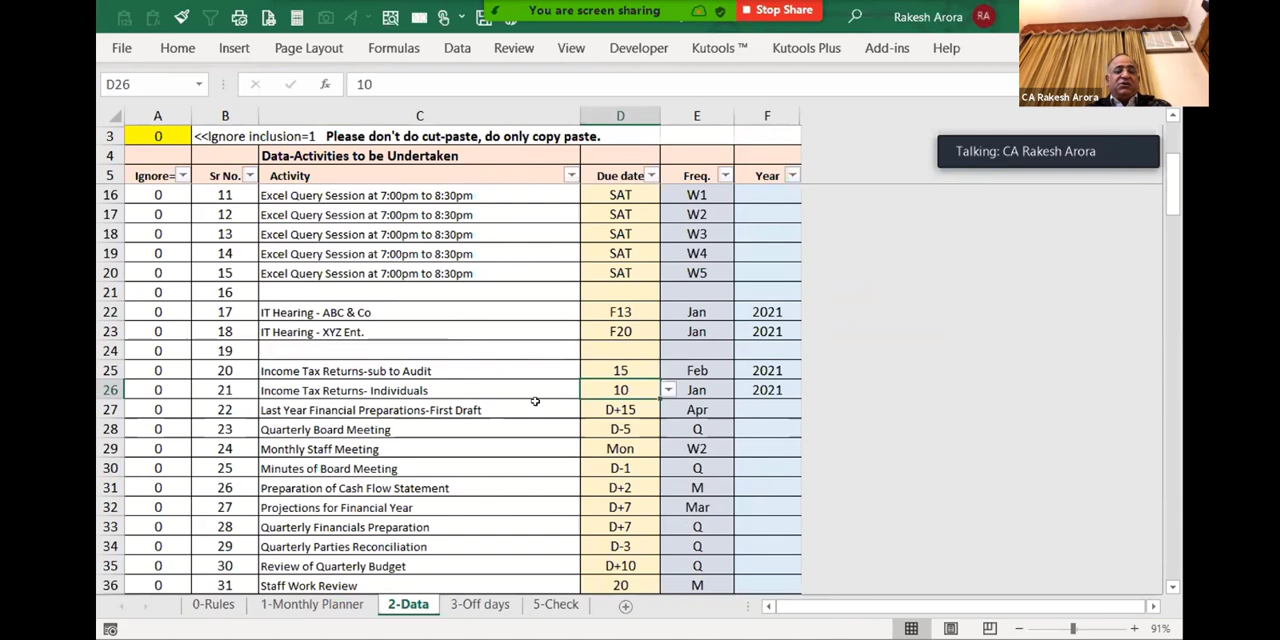 You are screen sharing
Stop Share
Rakesh Arora
RA
File Home Insert Page Layout Formulas Data Review View Developer Kutools ™ Kutools Plus Add-ins Help
CA Rakesh Arora
D26 fx 10
Talking: CA Rakesh Arora
A B C D E F
3 0 <<Ignore inclusion=1 Please don't do cut-paste, do only copy paste.
4 Data-Activities to be Undertaken
5 Ignore= Sr No. Activity Due date Freq. Year
16 0 11 Excel Query Session at 7:00pm to 8:30pm SAT W1
17 0 12 Excel Query Session at 7:00pm to 8:30pm SAT W2
18 0 13 Excel Query Session at 7:00pm to 8:30pm SAT W3
19 0 14 Excel Query Session at 7:00pm to 8:30pm SAT W4
20 0 15 Excel Query Session at 7:00pm to 8:30pm SAT W5
21 0 16
22 0 17 IT Hearing - ABC & Co F13 Jan 2021
23 0 18 IT Hearing - XYZ Ent. F20 Jan 2021
24 0 19
25 0 20 Income Tax Returns-sub to Audit 15 Feb 2021
26 0 21 Income Tax Returns- Individuals 10 Jan 2021
27 0 22 Last Year Financial Preparations-First Draft D+15 Apr
28 0 23 Quarterly Board Meeting D-5 Q
29 0 24 Monthly Staff Meeting Mon W2
30 0 25 Minutes of Board Meeting D-1 Q
31 0 26 Preparation of Cash Flow Statement D+2 M
32 0 27 Projections for Financial Year D+7 Mar
33 0 28 Quarterly Financials Preparation D+7 Q
34 0 29 Quarterly Parties Reconciliation D-3 Q
35 0 30 Review of Quarterly Budget D+10 Q
36 0 31 Staff Work Review 20 M
0-Rules 1-Monthly Planner 2-Data 3-Off days 5-Check
91%